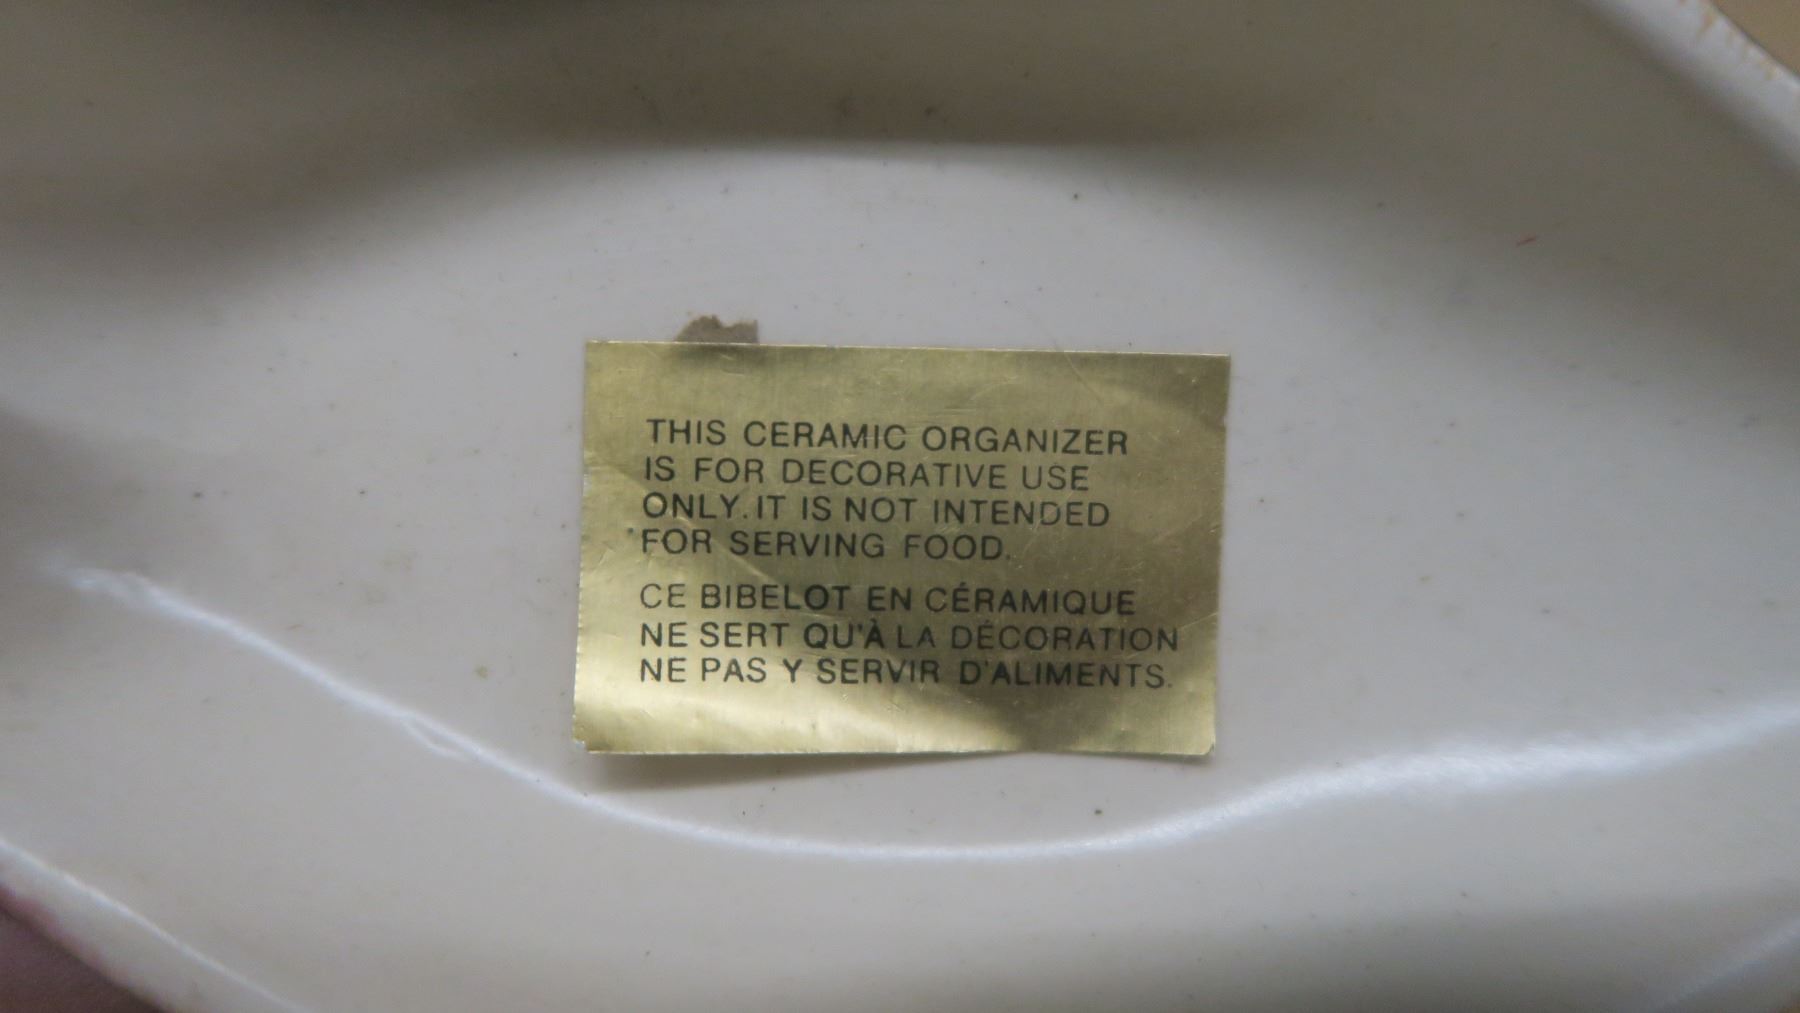 THIS CERAMIC ORGANIZER
IS FOR DECORATIVE USE
ONLY. IT IS NOT INTENDED
FOR SERVING FOOD.
CE BIBELOT EN CÉRAMIQUE
NE SERT QU'À LA DÉCORATION
NE PAS Y SERVIR D'ALIMENTS.